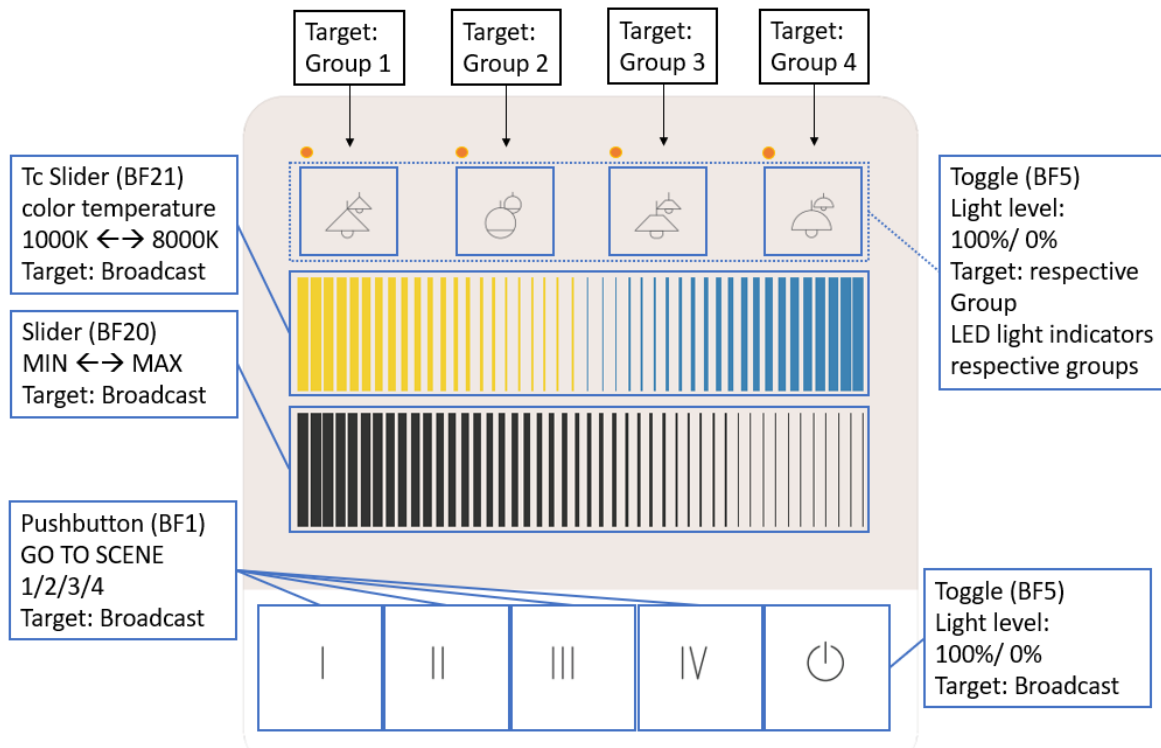 Target:
Group 1
Target:
Group 2
Target:
Group 3
Target:
Group 4
Tc Slider (BF21)
color temperature
1000K ←→ 8000K
Target: Broadcast
Slider (BF20)
MIN ←→ MAX
Target: Broadcast
Pushbutton (BF1)
GO TO SCENE
1/2/3/4
Target: Broadcast
Toggle (BF5)
Light level:
100%/ 0%
Target: respective
Group
LED light indicators
respective groups
Toggle (BF5)
Light level:
100%/ 0%
Target: Broadcast
I
II
III
IV